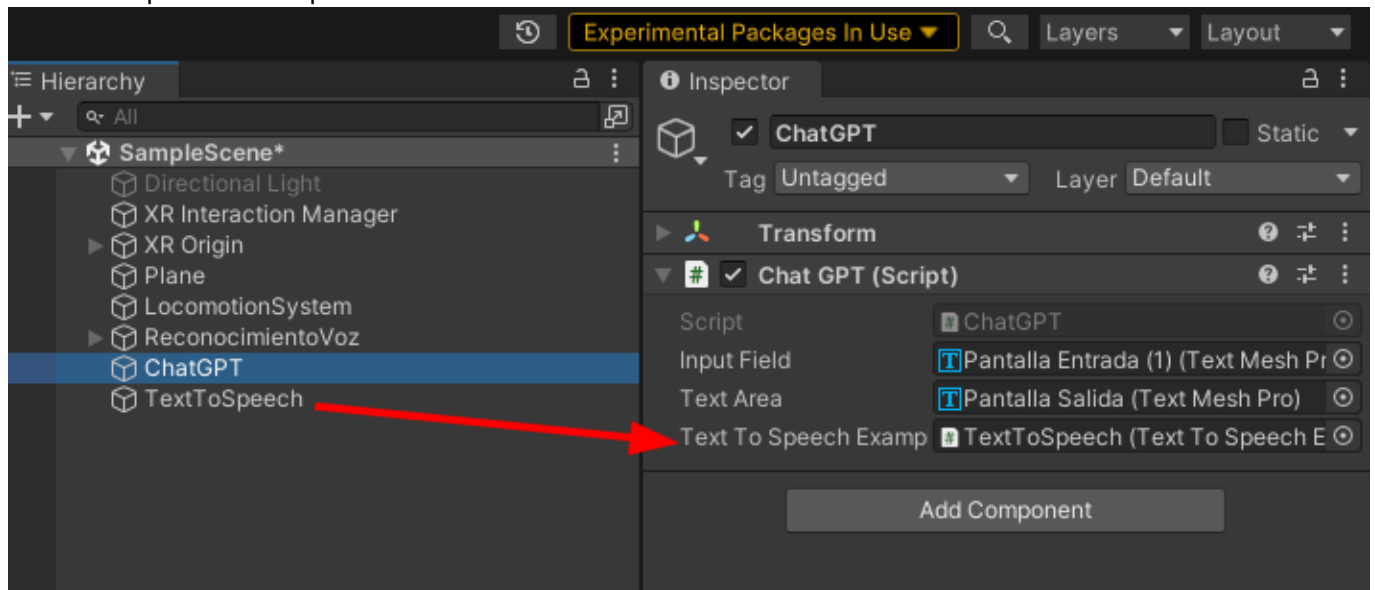 Experimental Packages In Use
Layers
Layout
Hierarchy
Inspector
All
ChatGPT
Static
SampleScene*
Tag Untagged
Layer Default
Directional Light
XR Interaction Manager
XR Origin
Transform
Plane
Chat GPT (Script)
LocomotionSystem
Script
ChatGPT
ReconocimientoVoz
Input Field
Pantalla Entrada (1) (Text Mesh Pr
ChatGPT
Text Area
Pantalla Salida (Text Mesh Pro)
TextToSpeech
Text To Speech Examp
TextToSpeech (Text To Speech E
Add Component